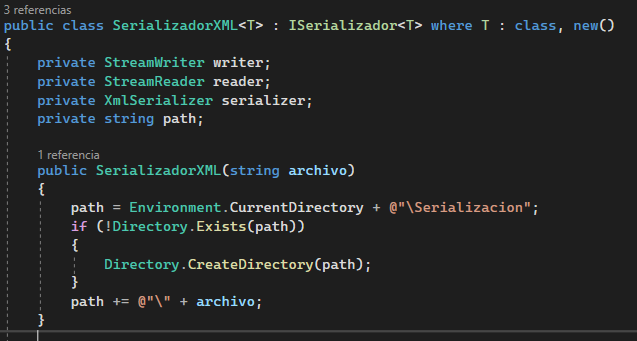 3 referencias
public class SerializadorXML<T> : ISerializador<T> where T : class, new()
{
private StreamWriter writer;
private StreamReader reader;
private XmlSerializer serializer;
private string path;
1 referencia
public SerializadorXML(string archivo)
{
path = Environment.CurrentDirectory + @"\Serializacion";
if (!Directory.Exists(path))
{
Directory.CreateDirectory(path);
}
path += @"\" + archivo;
}